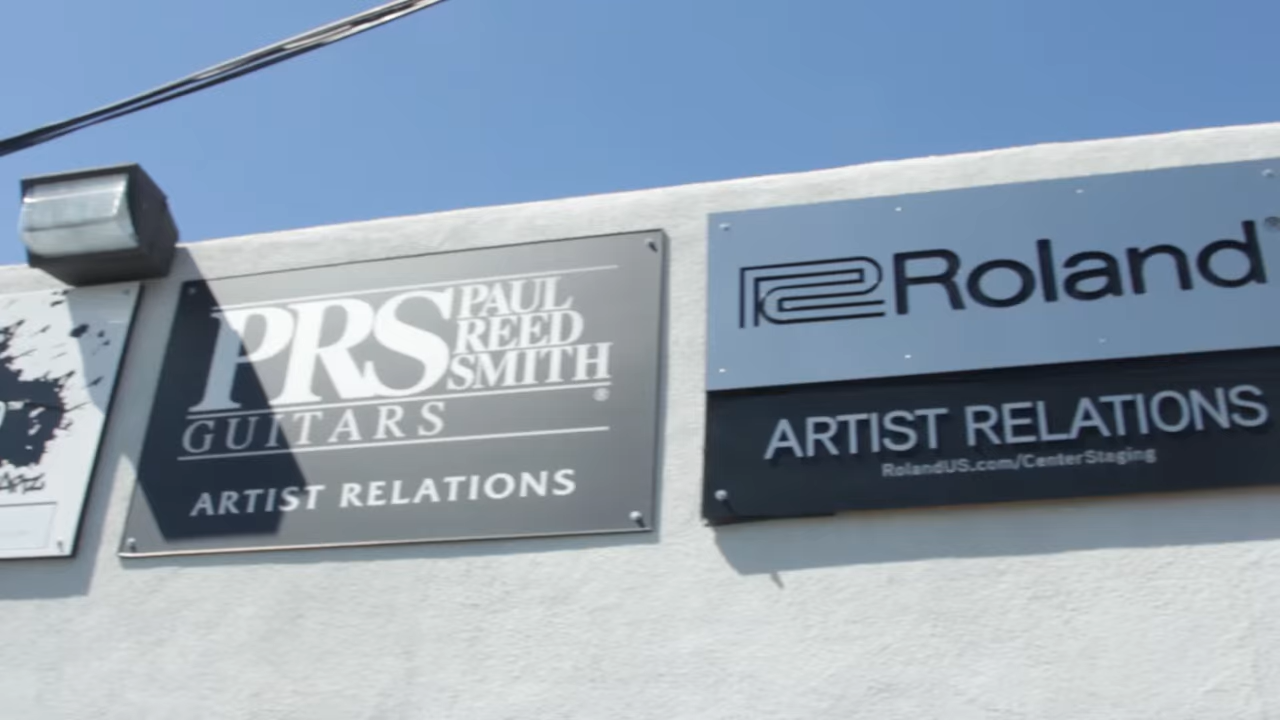 PRS
PAUL
REED
SMITH®
GUITARS
ARTIST RELATIONS
Roland®
ARTIST RELATIONS
RolandUS.com/CenterStaging